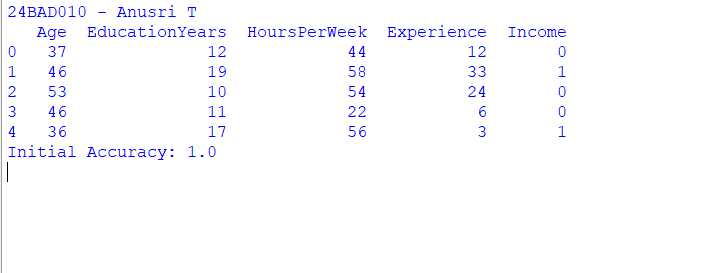 24BAD010 - Anusri T
   Age  EducationYears  HoursPerWeek  Experience  Income
0   37              12            44          12       0
1   46              19            58          33       1
2   53              10            54          24       0
3   46              11            22           6       0
4   36              17            56           3       1
Initial Accuracy: 1.0